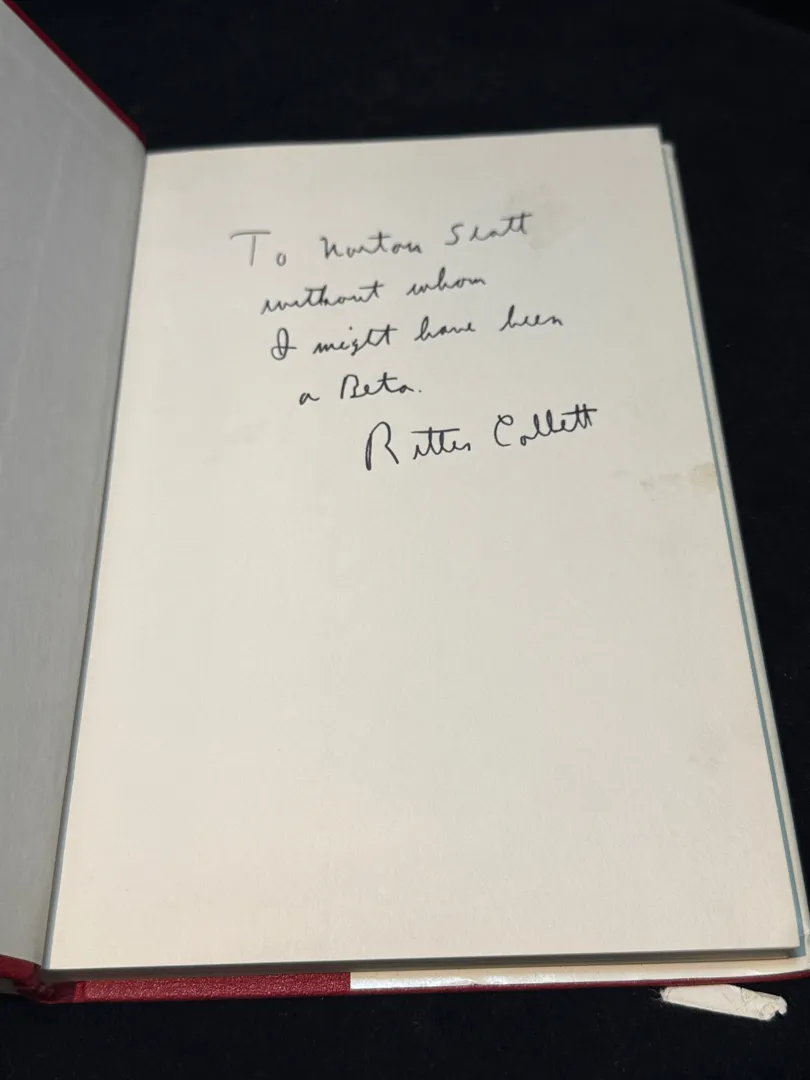 To Norton Slatt
without whom
I might have been
a Beta.
Ritter Collett